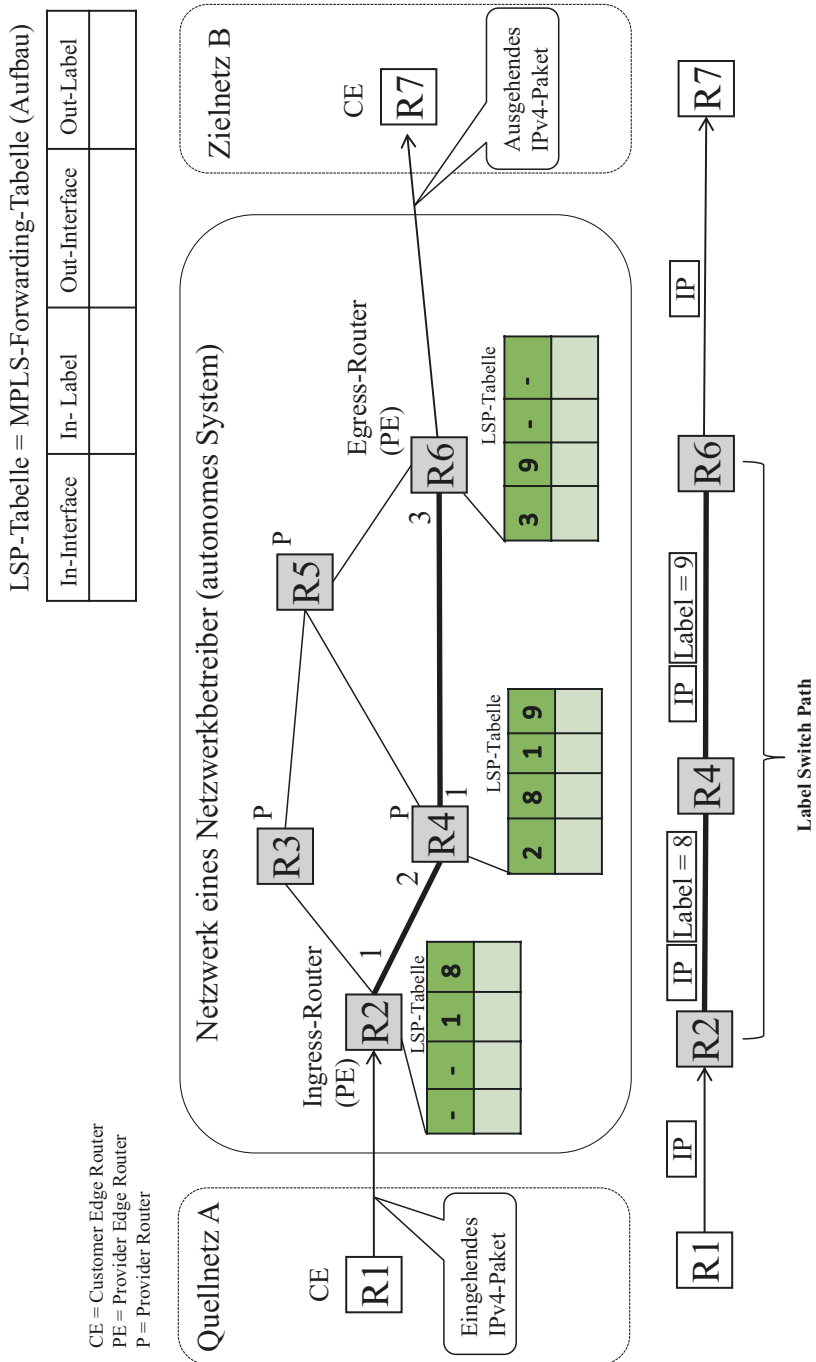 CE = Customer Edge Router
PE = Provider Edge Router
P = Provider Router
LSP-Tabelle = MPLS-Forwarding-Tabelle (Aufbau)
In-Interface In- Label Out-Interface Out-Label
Quellnetz A
CE
R1
Eingehendes
IPv4-Paket
Netzwerk eines Netzwerkbetreiber (autonomes System)
Ingress-Router
(PE)
R2
1
LSP-Tabelle
- - 1 8
R3
P
P
R4
2
1
LSP-Tabelle
2 8 1 9
R5
P
Egress-Router
(PE)
R6
3
LSP-Tabelle
3 9 - -
Zielnetz B
CE
R7
Ausgehendes
IPv4-Paket
R1 IP R2 IP Label = 8 R4 IP Label = 9 R6 IP R7
Label Switch Path